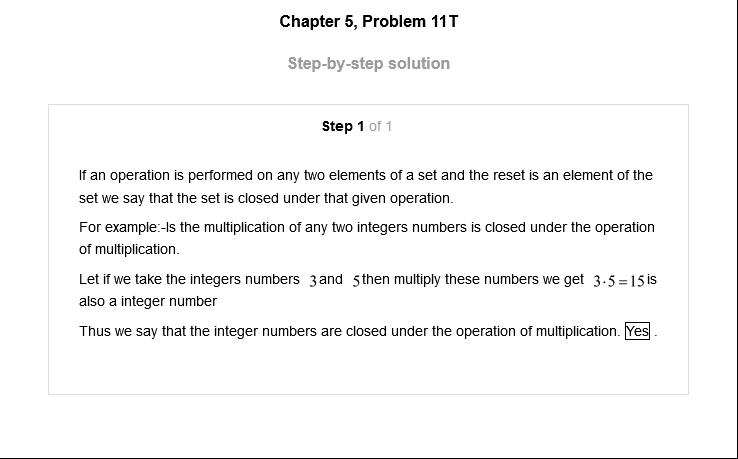 Chapter 5, Problem 11T
Step-by-step solution
Step 1 of 1
If an operation is performed on any two elements of a set and the reset is an element of the
set we say that the set is closed under that given operation.
For example:-Is the multiplication of any two integers numbers is closed under the operation
of multiplication.
Let if we take the integers numbers 3 and 5 then multiply these numbers we get 3·5=15 is
also a integer number
Thus we say that the integer numbers are closed under the operation of multiplication. Yes .